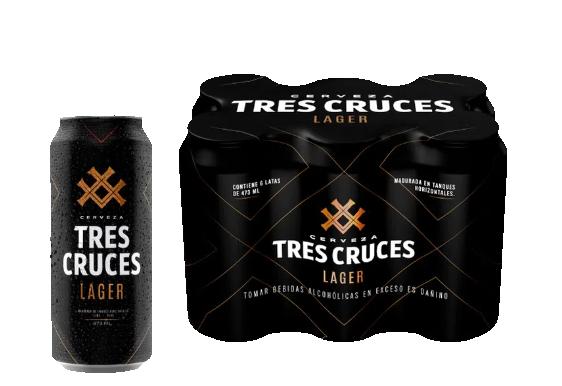 CERVEZA
TRES CRUCES
LAGER
CONTIENE 6 LATAS
DE 473 ML
MADURADA EN TANQUES
HORIZONTALES.
CERVEZA
TRES CRUCES
LAGER
TOMAR BEBIDAS ALCOHÓLICAS EN EXCESO ES DAÑINO
CERVEZA
TRES
CRUCES
LAGER
473 ML